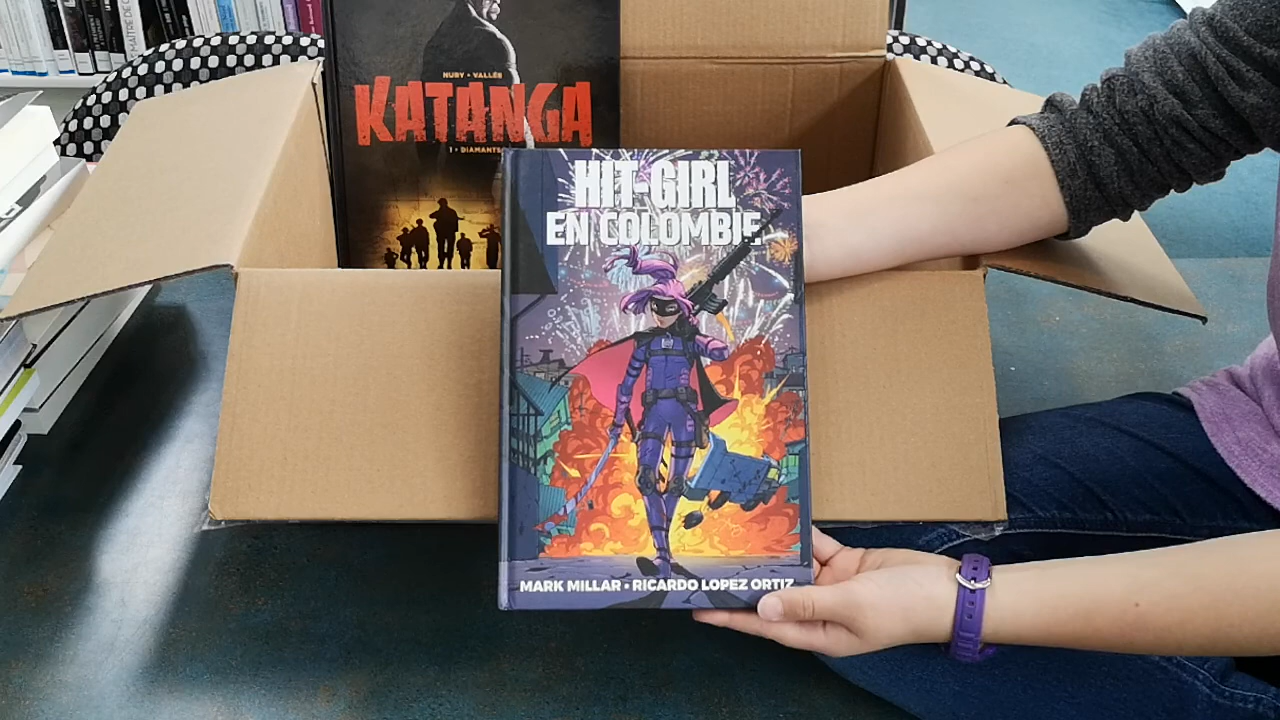 NURY • VALLÉE
KATANGA
1 • DIAMANTS
HIT-GIRL
EN COLOMBIE
MARK MILLAR • RICARDO LOPEZ ORTIZ